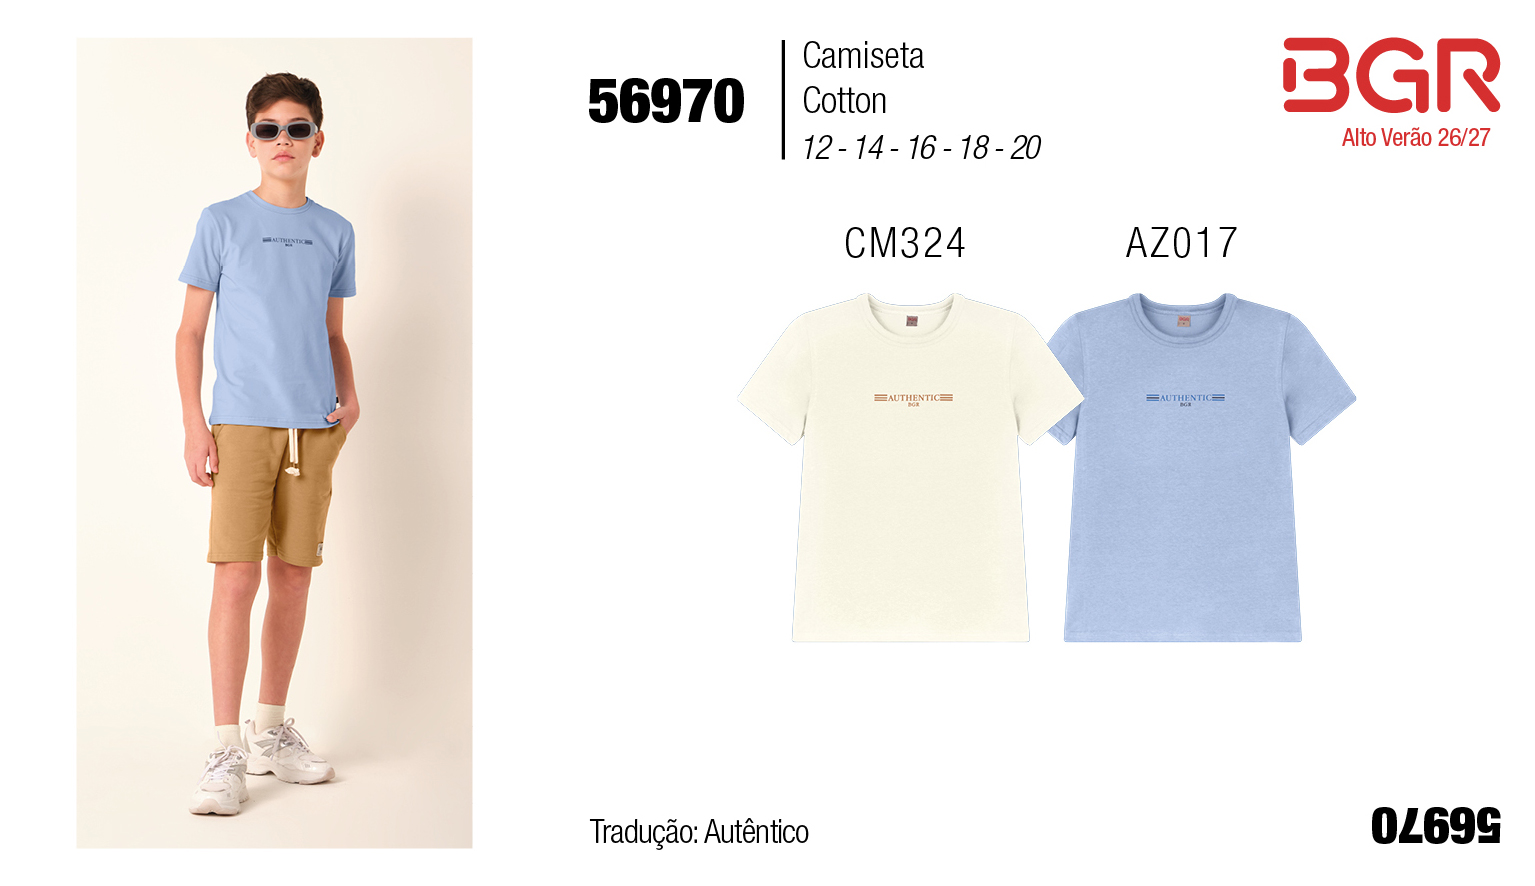 56970
Camiseta
Cotton
12 - 14 - 16 - 18 - 20
BGR
Alto Verão 26/27
CM324
AZ017
AUTHENTIC
BGR
AUTHENTIC
BGR
AUTHENTIC
BGR
Tradução: Autêntico
56970